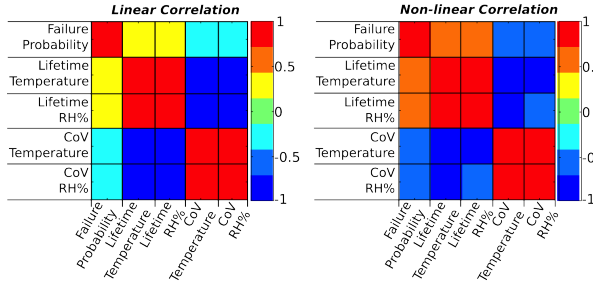 Linear Correlation
Failure
Probability
Lifetime
Temperature
Lifetime
RH%
CoV
Temperature
CoV
RH%
1
0.5
0
-0.5
-1
Failure
Probability
Lifetime
Temperature
Lifetime
RH%
CoV
Temperature
CoV
RH%
Non-linear Correlation
Failure
Probability
Lifetime
Temperature
Lifetime
RH%
CoV
Temperature
CoV
RH%
1
0.
0
-0
-1
Failure
Probability
Lifetime
Temperature
Lifetime
RH%
CoV
Temperature
CoV
RH%